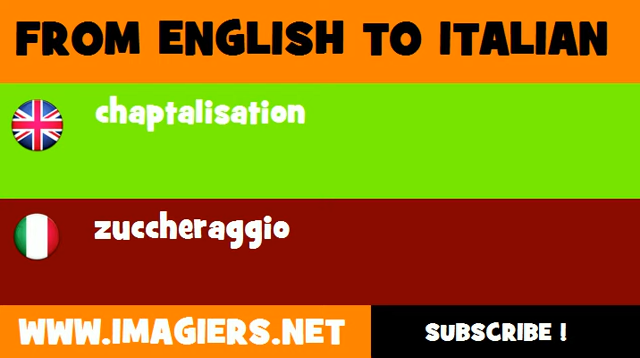 FROM ENGLISH TO ITALIAN
chaptalisation
zuccheraggio
WWW.IMAGIERS.NET
SUBSCRIBE !